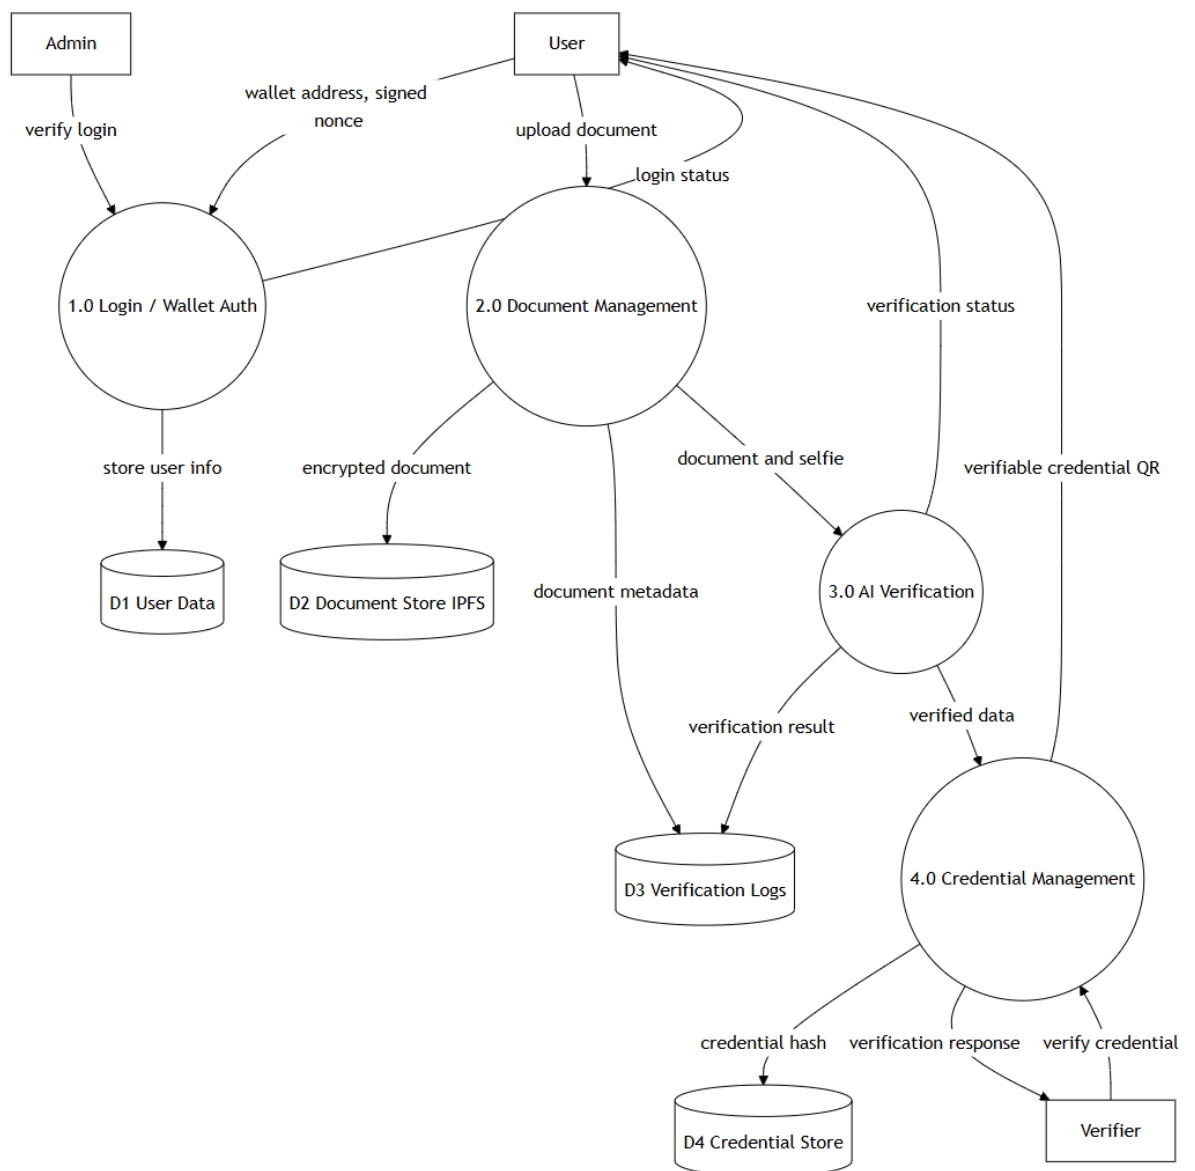 Admin
User
wallet address, signed
nonce
verify login
upload document
login status
1.0 Login / Wallet Auth
2.0 Document Management
verification status
store user info
encrypted document
document and selfie
verifiable credential QR
D1 User Data
D2 Document Store IPFS
document metadata
3.0 AI Verification
verification result
verified data
D3 Verification Logs
4.0 Credential Management
credential hash
verification response
verify credential
D4 Credential Store
Verifier